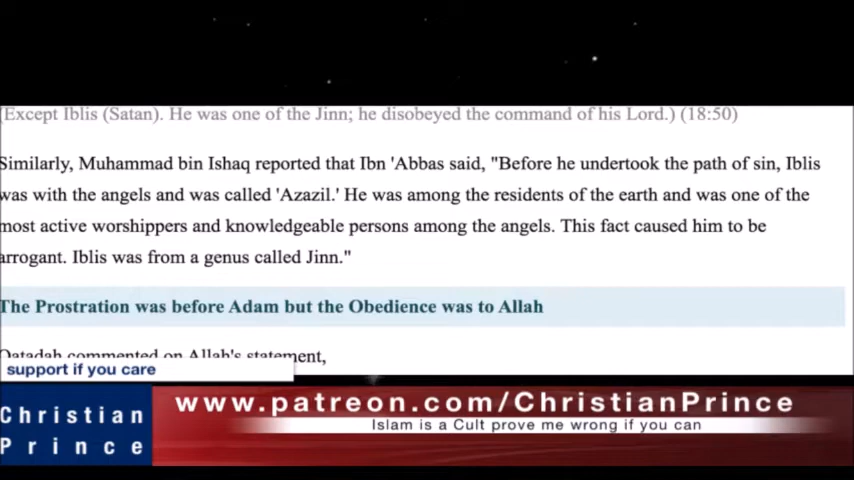 (Except Iblis (Satan). He was one of the Jinn; he disobeyed the command of his Lord.) (18:50)
Similarly, Muhammad bin Ishaq reported that Ibn 'Abbas said, "Before he undertook the path of sin, Iblis
was with the angels and was called 'Azazil.' He was among the residents of the earth and was one of the
most active worshippers and knowledgeable persons among the angels. This fact caused him to be
arrogant. Iblis was from a genus called Jinn."
The Prostration was before Adam but the Obedience was to Allah
Qatadah commented on Allah's statement,
support if you care
Christian
Prince
www.patreon.com/ChristianPrince
Islam is a Cult prove me wrong if you can